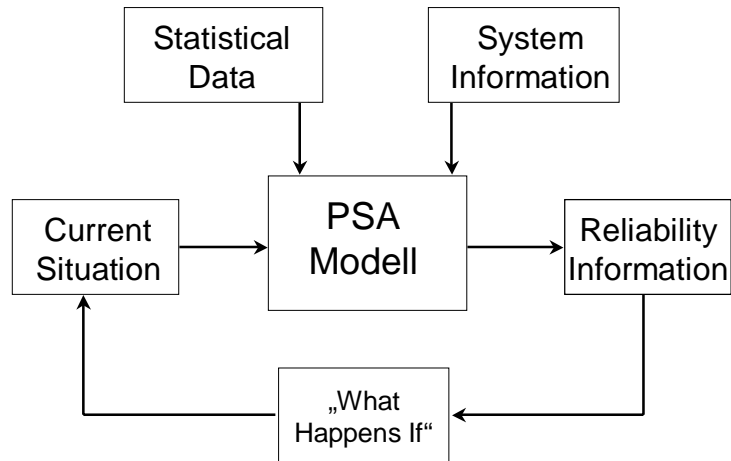 Statistical
Data
System
Information
Current
Situation
PSA
Modell
Reliability
Information
„What
Happens If“